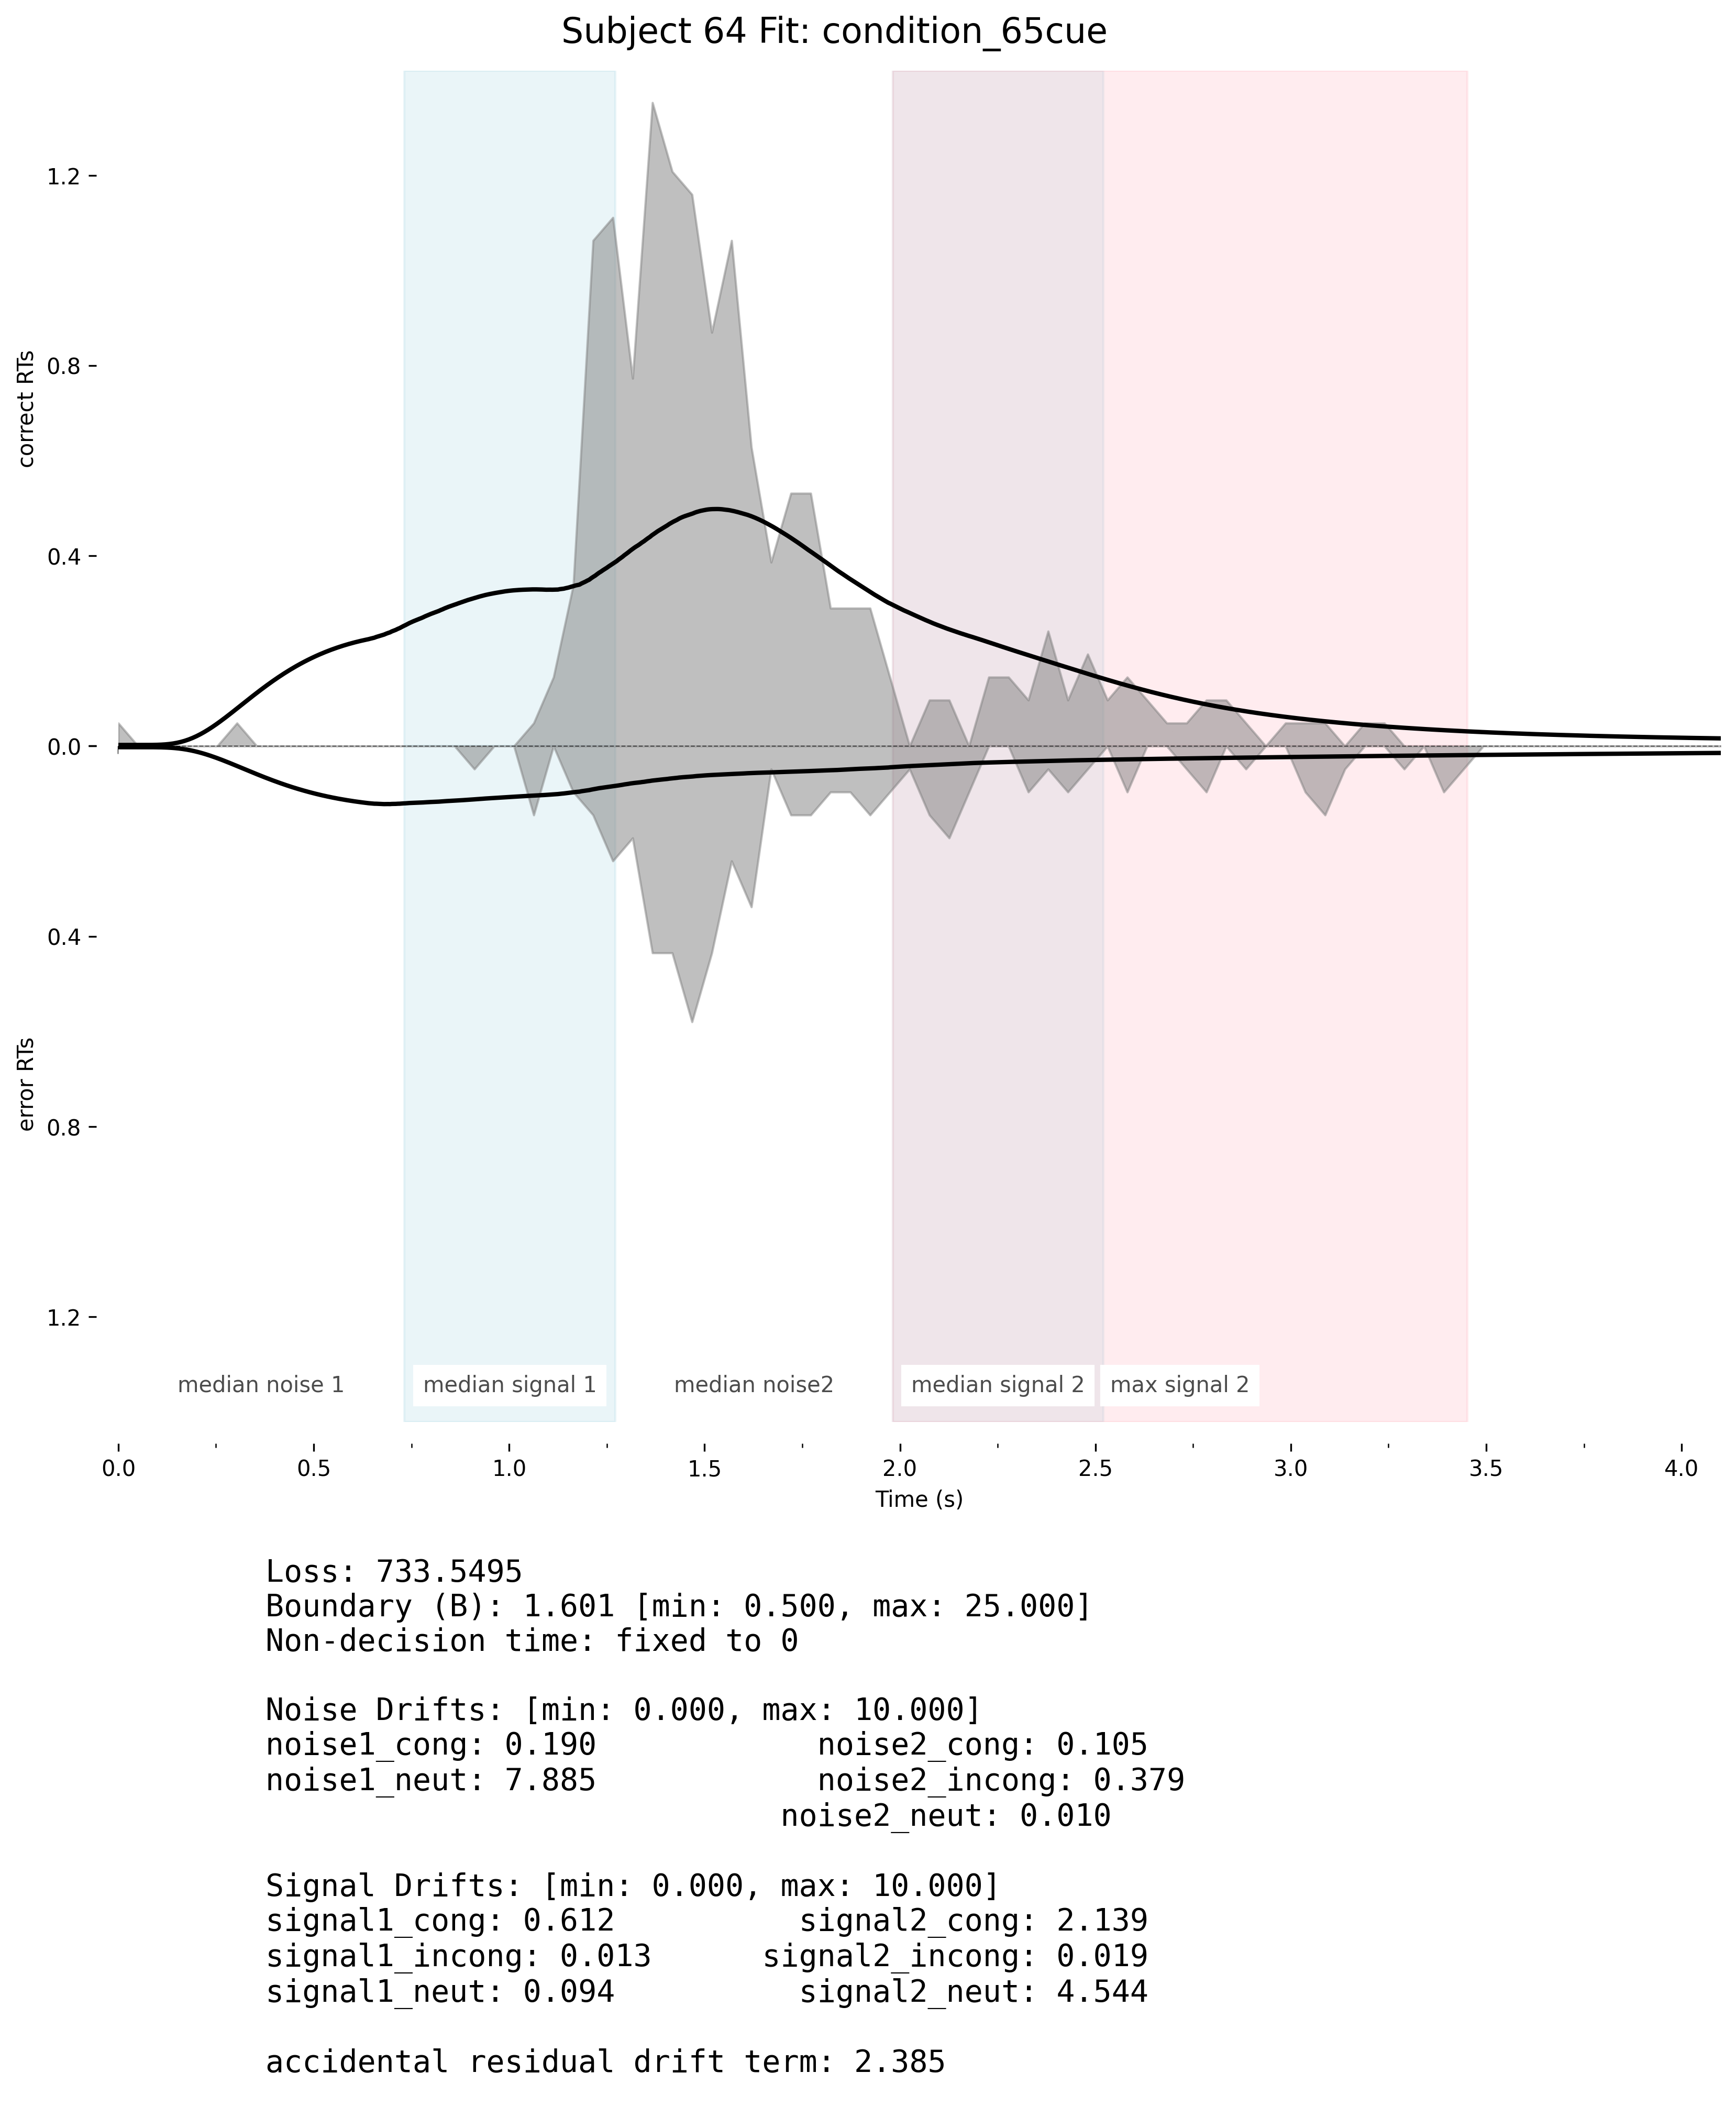 Subject 64 Fit: condition_65cue
1.2
0.8
correct RTs
0.4
0.0
0.4
error RTs
0.8
1.2
median noise 1
median signal 1
median noise2
median signal 2
max signal 2
0.0 0.5 1.0 1.5 2.0 2.5 3.0 3.5 4.0
Time (s)
Loss: 733.5495
Boundary (B): 1.601 [min: 0.500, max: 25.000]
Non-decision time: fixed to 0
Noise Drifts: [min: 0.000, max: 10.000]
noise1_cong: 0.190 noise2_cong: 0.105
noise1_neut: 7.885 noise2_incong: 0.379
noise2_neut: 0.010
Signal Drifts: [min: 0.000, max: 10.000]
signal1_cong: 0.612 signal2_cong: 2.139
signal1_incong: 0.013 signal2_incong: 0.019
signal1_neut: 0.094 signal2_neut: 4.544
accidental residual drift term: 2.385